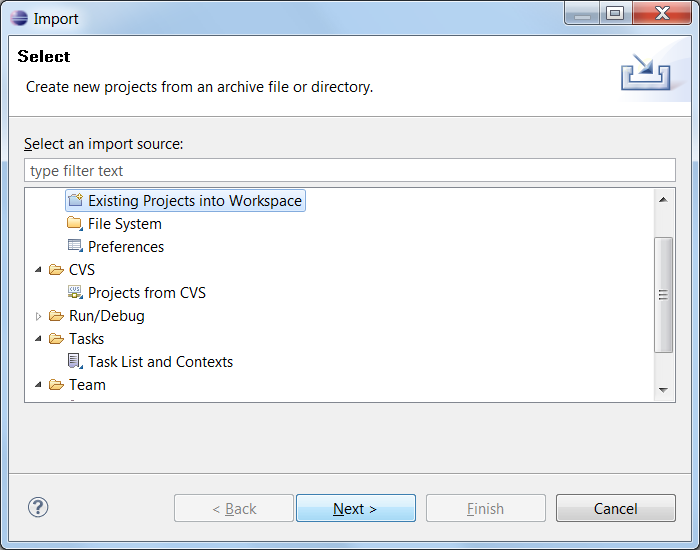 Import
Select
Create new projects from an archive file or directory.
Select an import source:
type filter text
Existing Projects into Workspace
File System
Preferences
CVS
Projects from CVS
Run/Debug
Tasks
Task List and Contexts
Team
?
< Back
Next >
Finish
Cancel